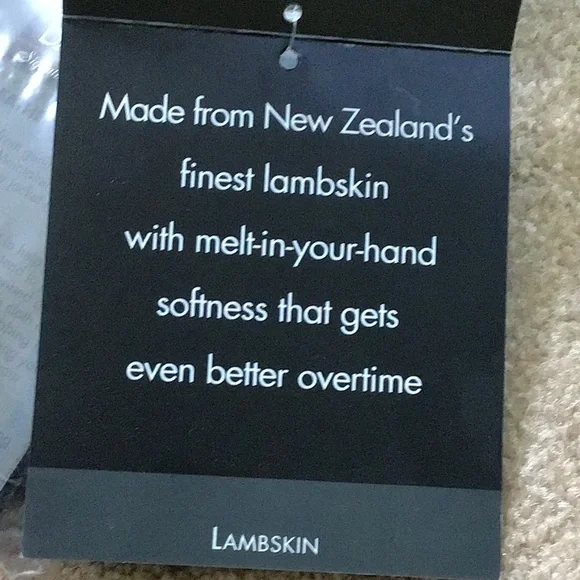 Made from New Zealand's
finest lambskin
with melt-in-your-hand
softness that gets
even better overtime
LAMBSKIN